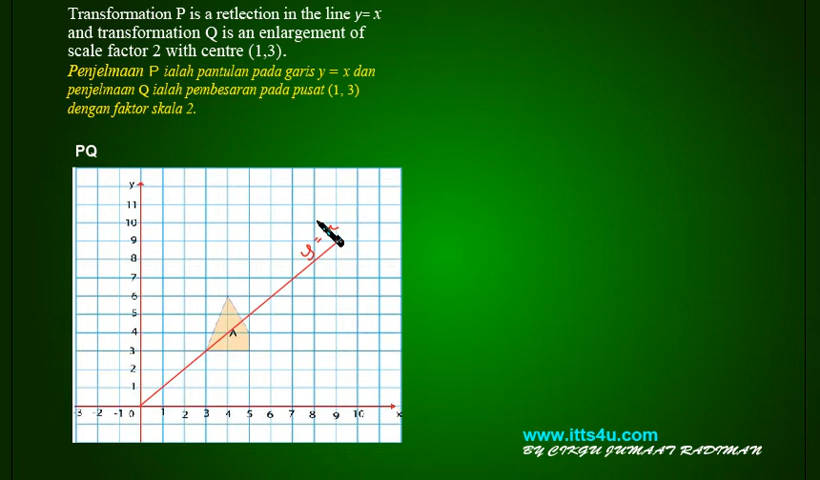 Transformation P is a retlection in the line y= x
and transformation Q is an enlargement of
scale factor 2 with centre (1,3).
Penjelmaan P ialah pantulan pada garis y = x dan
penjelmaan Q ialah pembesaran pada pusat (1, 3)
dengan faktor skala 2.
PQ
y
11
10
9
8
7
6
5
4
3
2
1
A
-3 -2 -1 0 1 2 3 4 5 6 7 8 9 10 x
www.itts4u.com
BY CIKGU JUMAAT RADIMAN